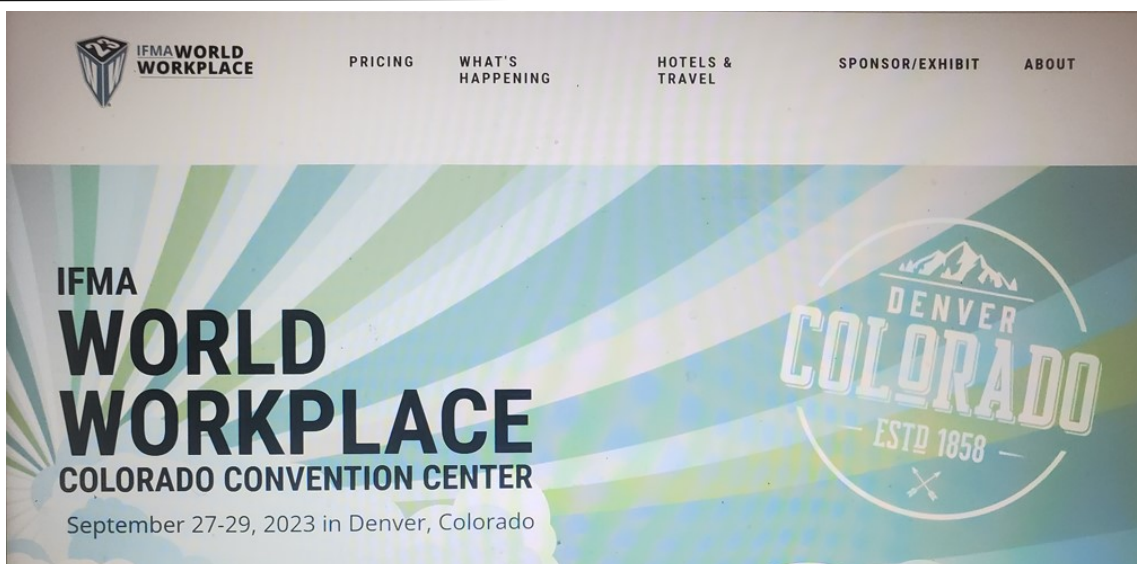 IFMA WORLD
WORKPLACE
PRICING
WHAT'S
HAPPENING
HOTELS &
TRAVEL
SPONSOR/EXHIBIT
ABOUT
IFMA
WORLD
WORKPLACE
COLORADO CONVENTION CENTER
September 27-29, 2023 in Denver, Colorado
DENVER
COLORADO
ESTD 1858